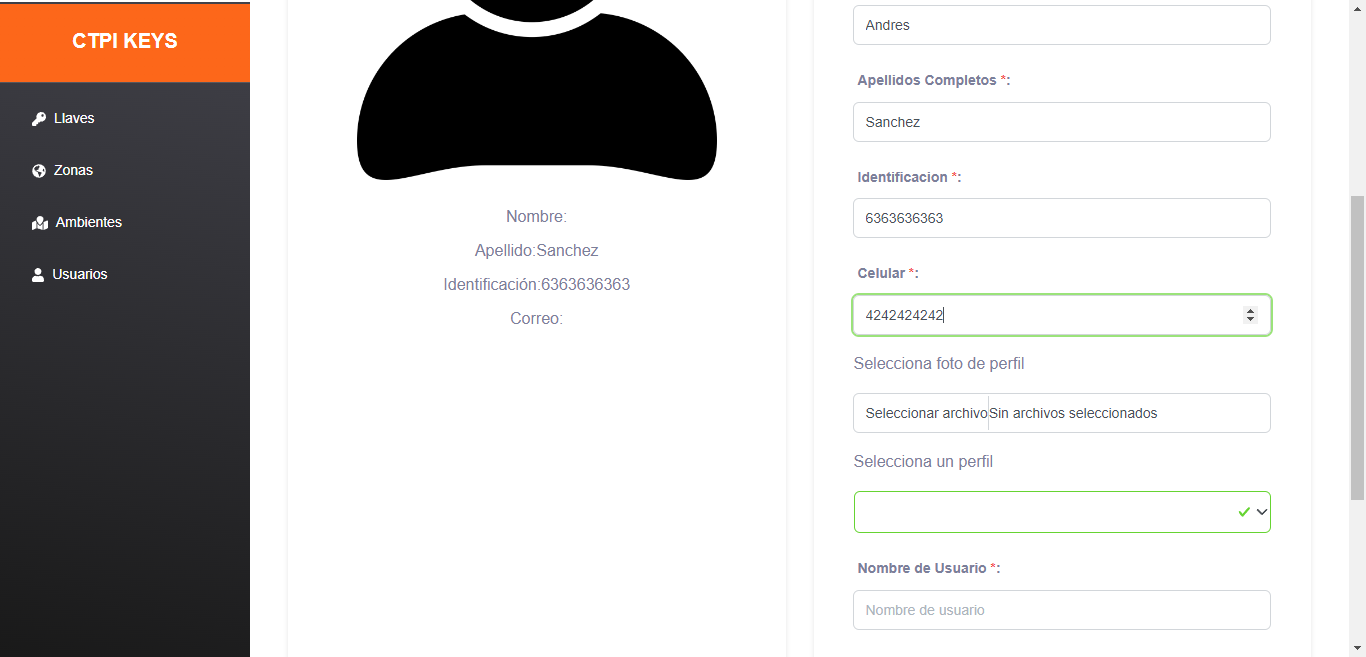 CTPI KEYS
Llaves
Zonas
Ambientes
Usuarios
Nombre:
Apellido:Sanchez
Identificación:6363636363
Correo:
Andres
Apellidos Completos *:
Sanchez
Identificacion *:
6363636363
Celular *:
4242424242
Selecciona foto de perfil
Seleccionar archivo Sin archivos seleccionados
Selecciona un perfil
Nombre de Usuario *:
Nombre de usuario